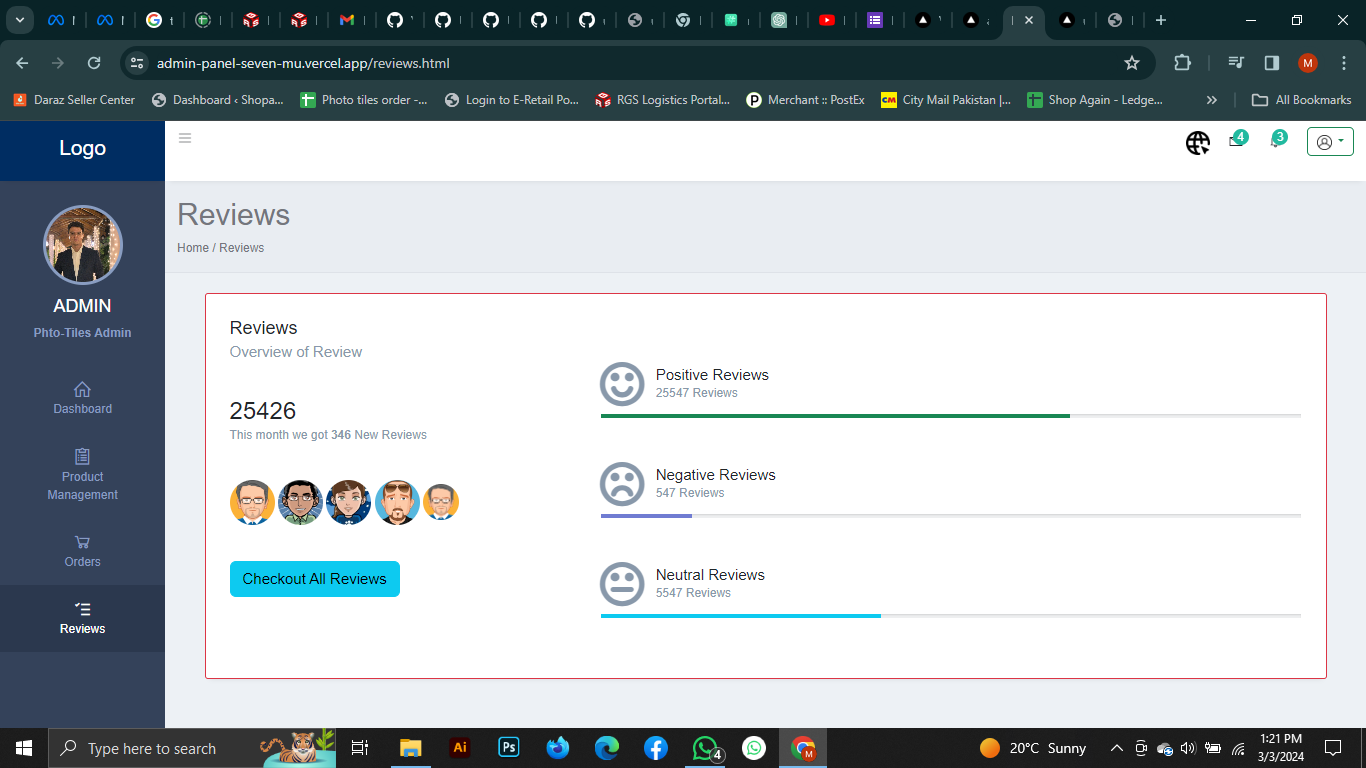 admin-panel-seven-mu.vercel.app/reviews.html
M
Daraz Seller Center
Dashboard ‹ Shopa...
Photo tiles order -...
Login to E-Retail Po...
RGS Logistics Portal...
Merchant :: PostEx
CM
City Mail Pakistan |...
Shop Again - Ledge...
»
All Bookmarks
Logo
4
3
ADMIN
Phto-Tiles Admin
Dashboard
Product
Management
Orders
Reviews
Reviews
Home / Reviews
Reviews
Overview of Review
25426
This month we got 346 New Reviews
Checkout All Reviews
Positive Reviews
25547 Reviews
Negative Reviews
547 Reviews
Neutral Reviews
5547 Reviews
Type here to search
Ai
Ps
4
M
20°C Sunny
1:21 PM
3/3/2024